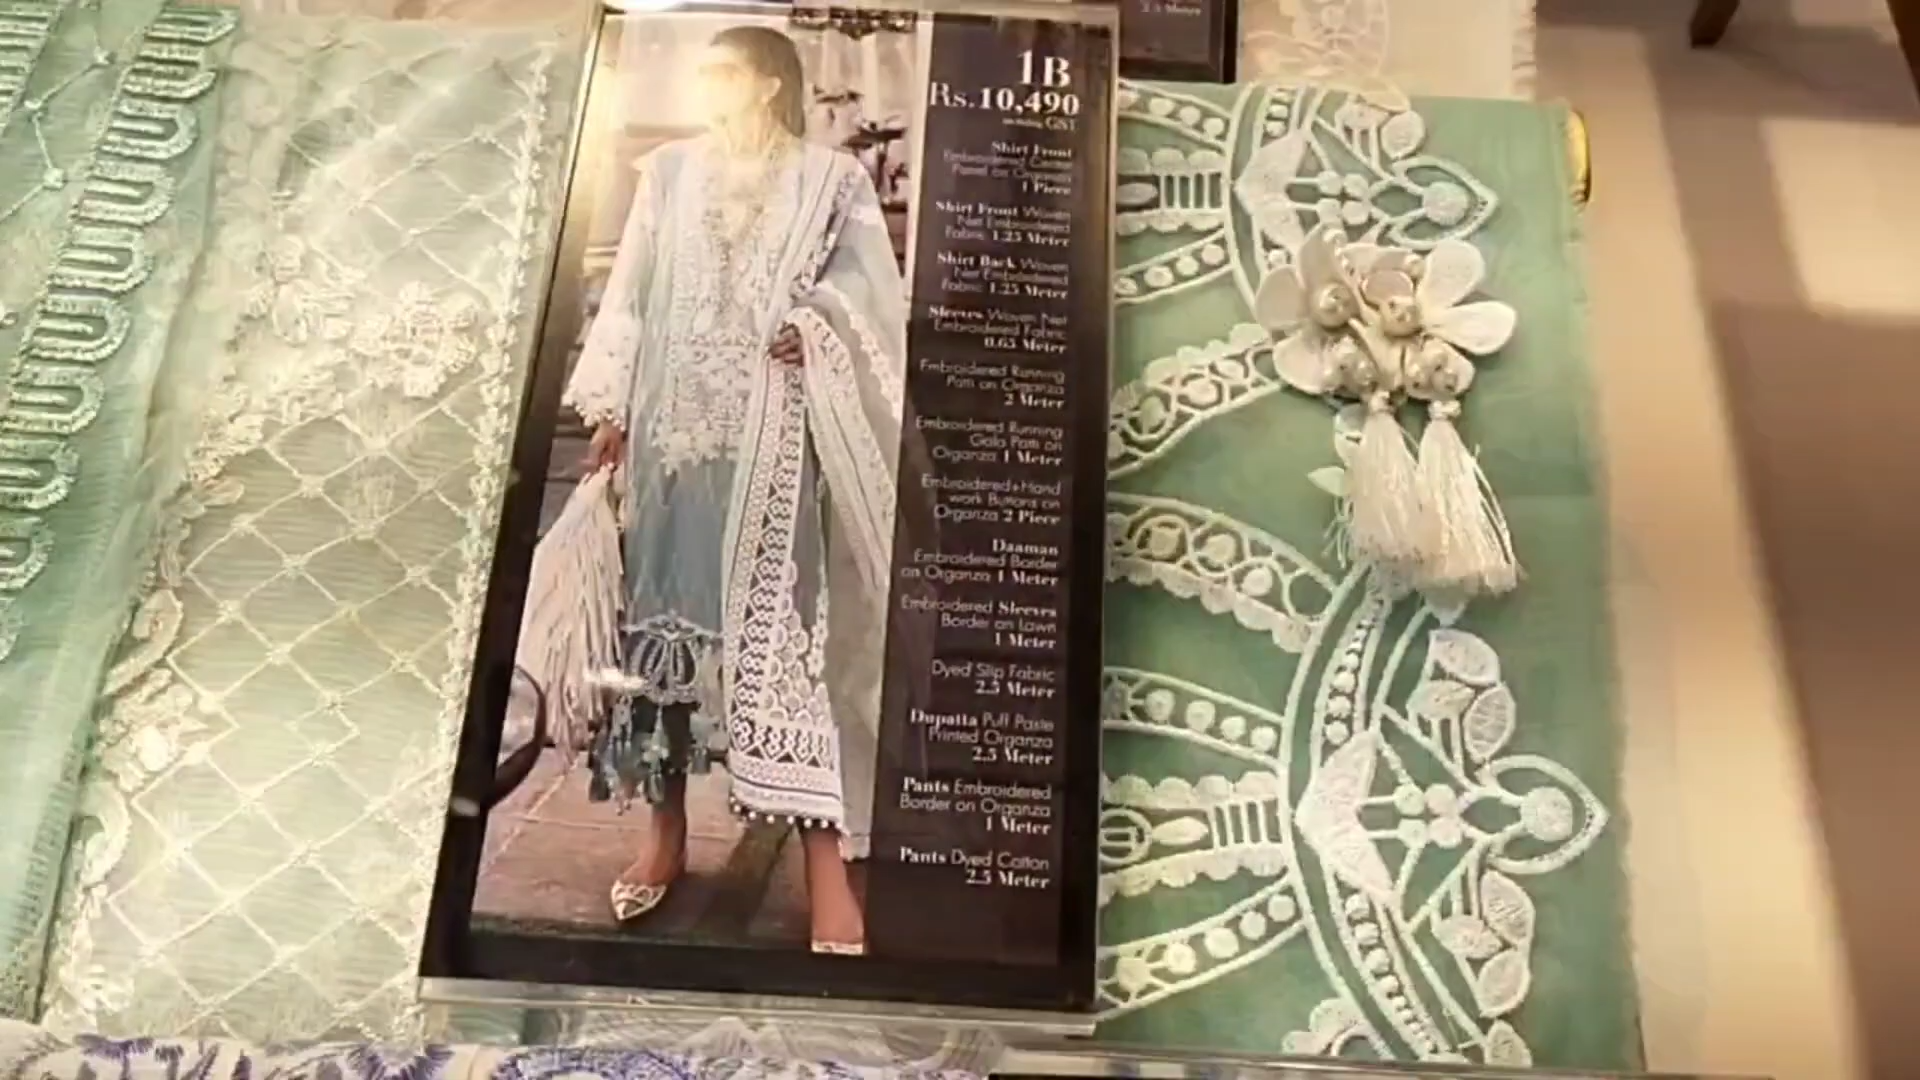 2.5 Meter
1B
Rs.10,490
including GST
Shirt Front
Embroidered Center
Panel on Organza
1 Piece
Shirt Front Woven
Net Embroidered
Fabric 1.25 Meter
Shirt Back Woven
Net Embroidered
Fabric 1.25 Meter
Sleeves Woven Net
Embroidered Fabric
0.65 Meter
Embroidered Running
Patti on Organza
2 Meter
Embroidered Running
Gala Patti on
Organza 1 Meter
Embroidered+Hand
work Buttons on
Organza 2 Piece
Daaman
Embroidered Border
on Organza 1 Meter
Embroidered Sleeves
Border on Lawn
1 Meter
Dyed Slip Fabric
2.5 Meter
Dupatta Puff Paste
Printed Organza
2.5 Meter
Pants Embroidered
Border on Organza
1 Meter
Pants Dyed Cotton
2.5 Meter